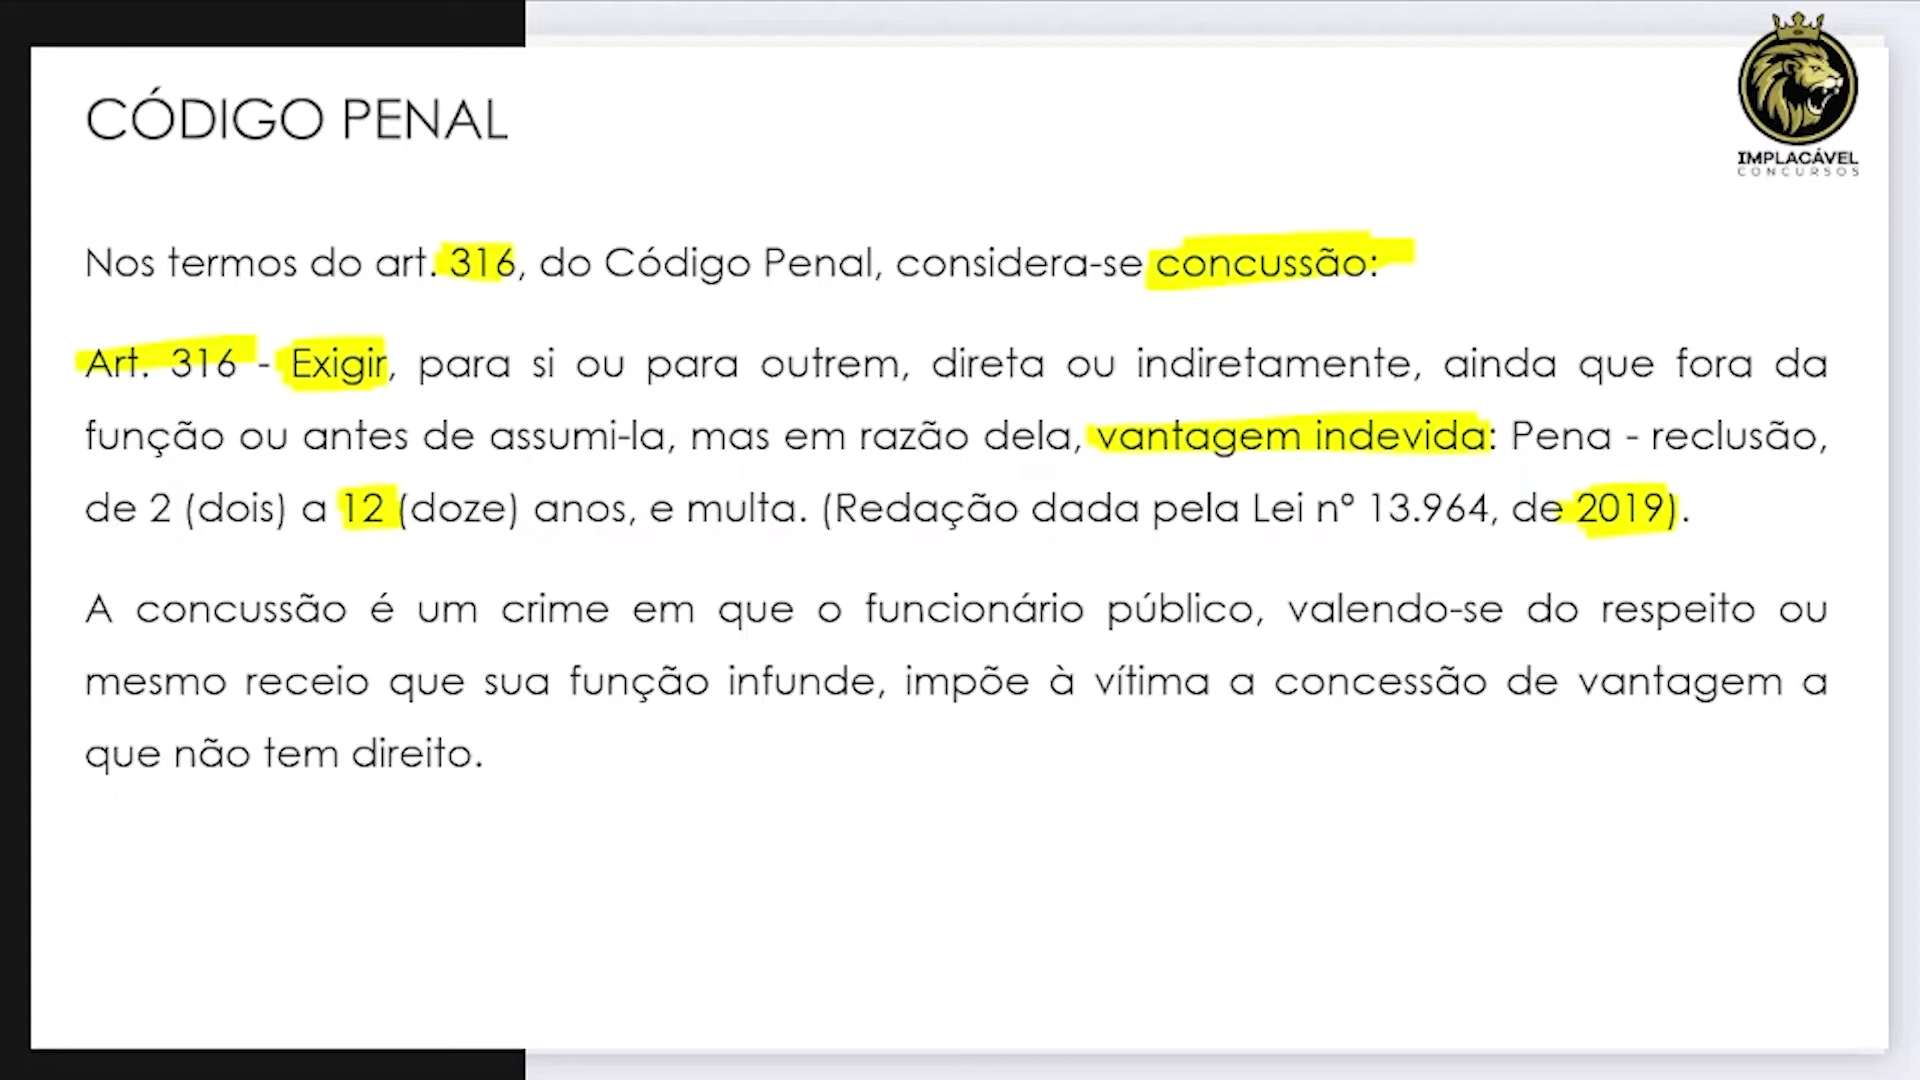 IMPLACÁVEL
CONCURSOS
CÓDIGO PENAL
Nos termos do art. 316, do Código Penal, considera-se concussão:
Art. 316 - Exigir, para si ou para outrem, direta ou indiretamente, ainda que fora da
função ou antes de assumi-la, mas em razão dela, vantagem indevida: Pena - reclusão,
de 2 (dois) a 12 (doze) anos, e multa. (Redação dada pela Lei nº 13.964, de 2019).
A concussão é um crime em que o funcionário público, valendo-se do respeito ou
mesmo receio que sua função infunde, impõe à vítima a concessão de vantagem a
que não tem direito.